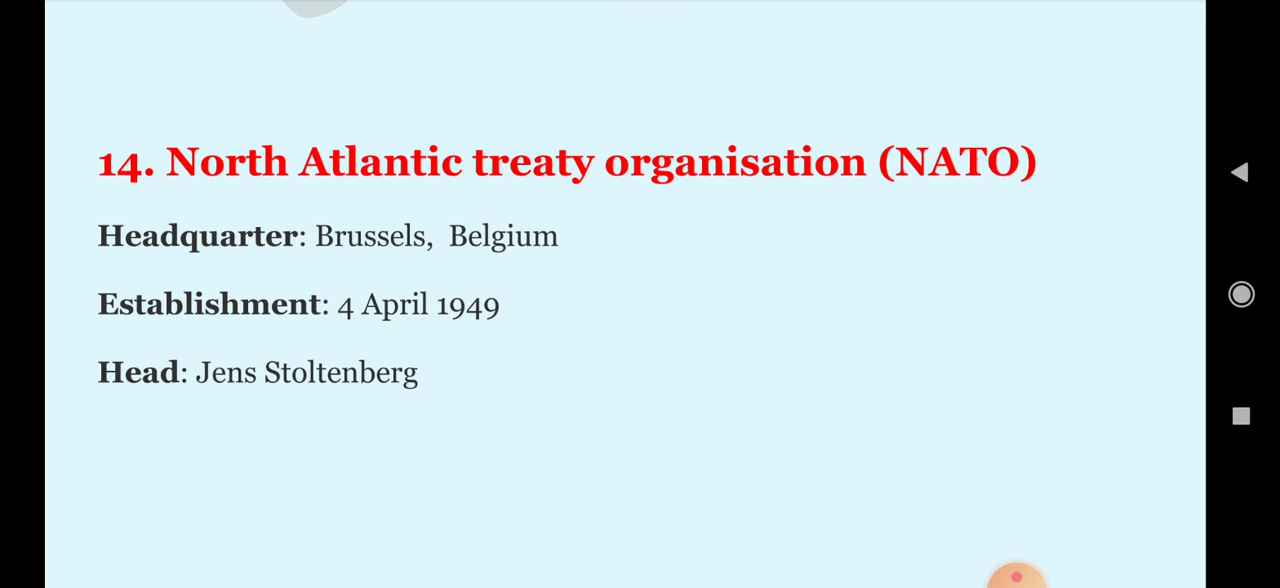 14. North Atlantic treaty organisation (NATO)
Headquarter: Brussels, Belgium
Establishment: 4 April 1949
Head: Jens Stoltenberg